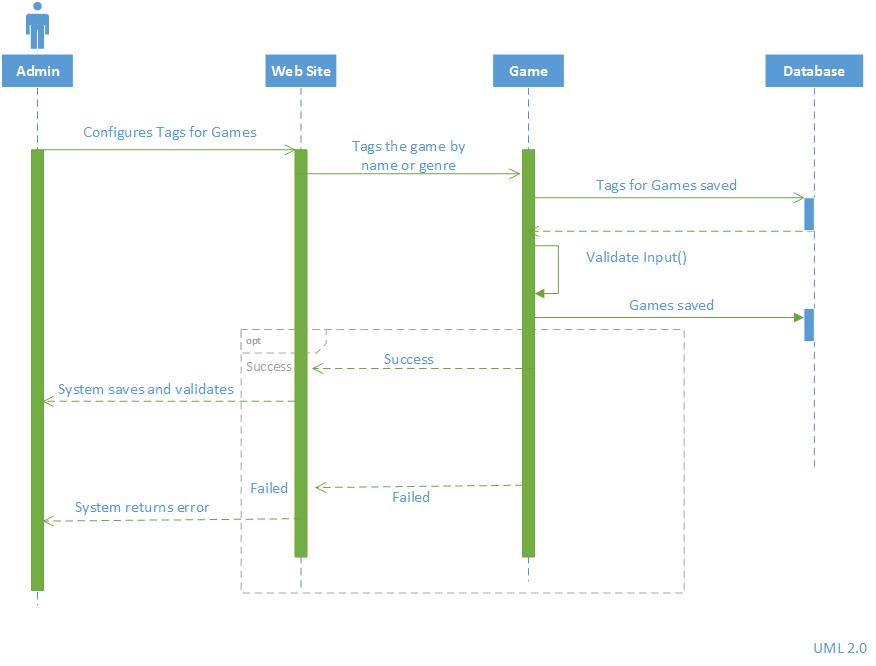 Admin
Web Site
Game
Database
Configures Tags for Games
Tags the game by
name or genre
Tags for Games saved
Validate Input()
Games saved
opt
Success
Success
System saves and validates
Failed
Failed
System returns error
UML 2.0